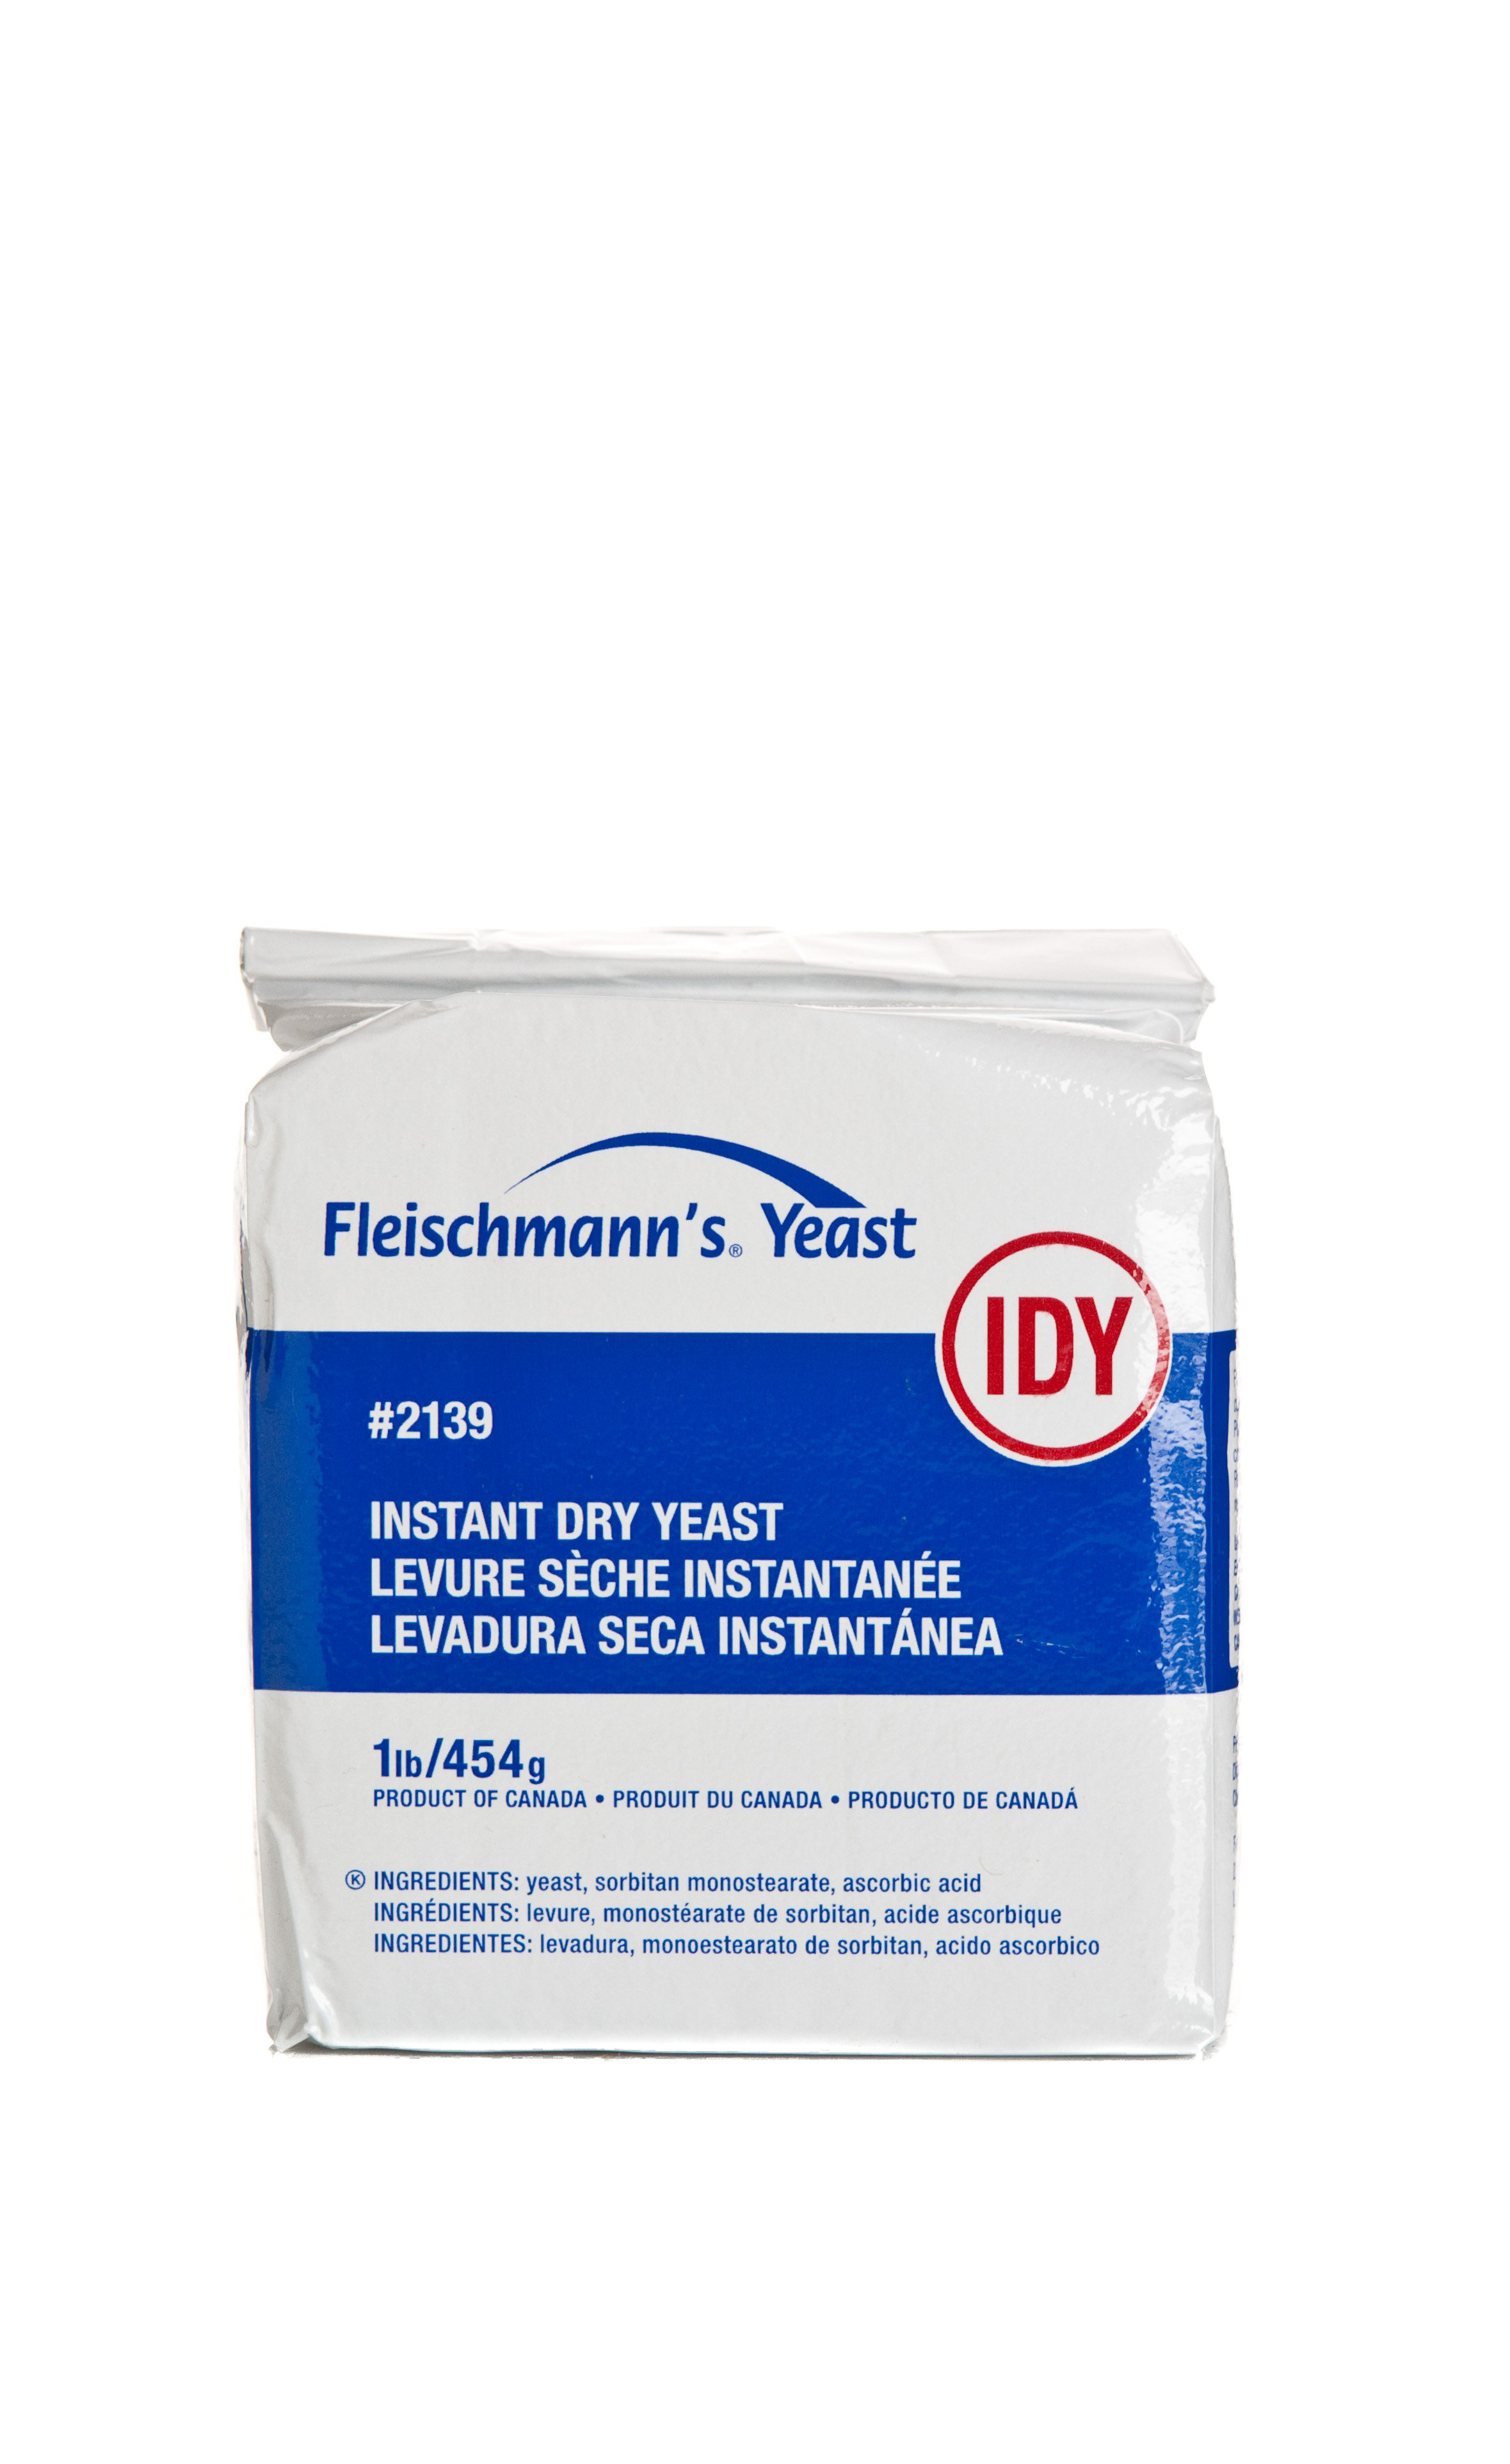 Fleischmann's® Yeast
IDY
#2139
INSTANT DRY YEAST
LEVURE SÈCHE INSTANTANÉE
LEVADURA SECA INSTANTÁNEA
1lb/454g
PRODUCT OF CANADA • PRODUIT DU CANADA • PRODUCTO DE CANADÁ
Ⓚ INGREDIENTS: yeast, sorbitan monostearate, ascorbic acid
INGRÉDIENTS: levure, monostéarate de sorbitan, acide ascorbique
INGREDIENTES: levadura, monoestearato de sorbitan, acido ascorbico